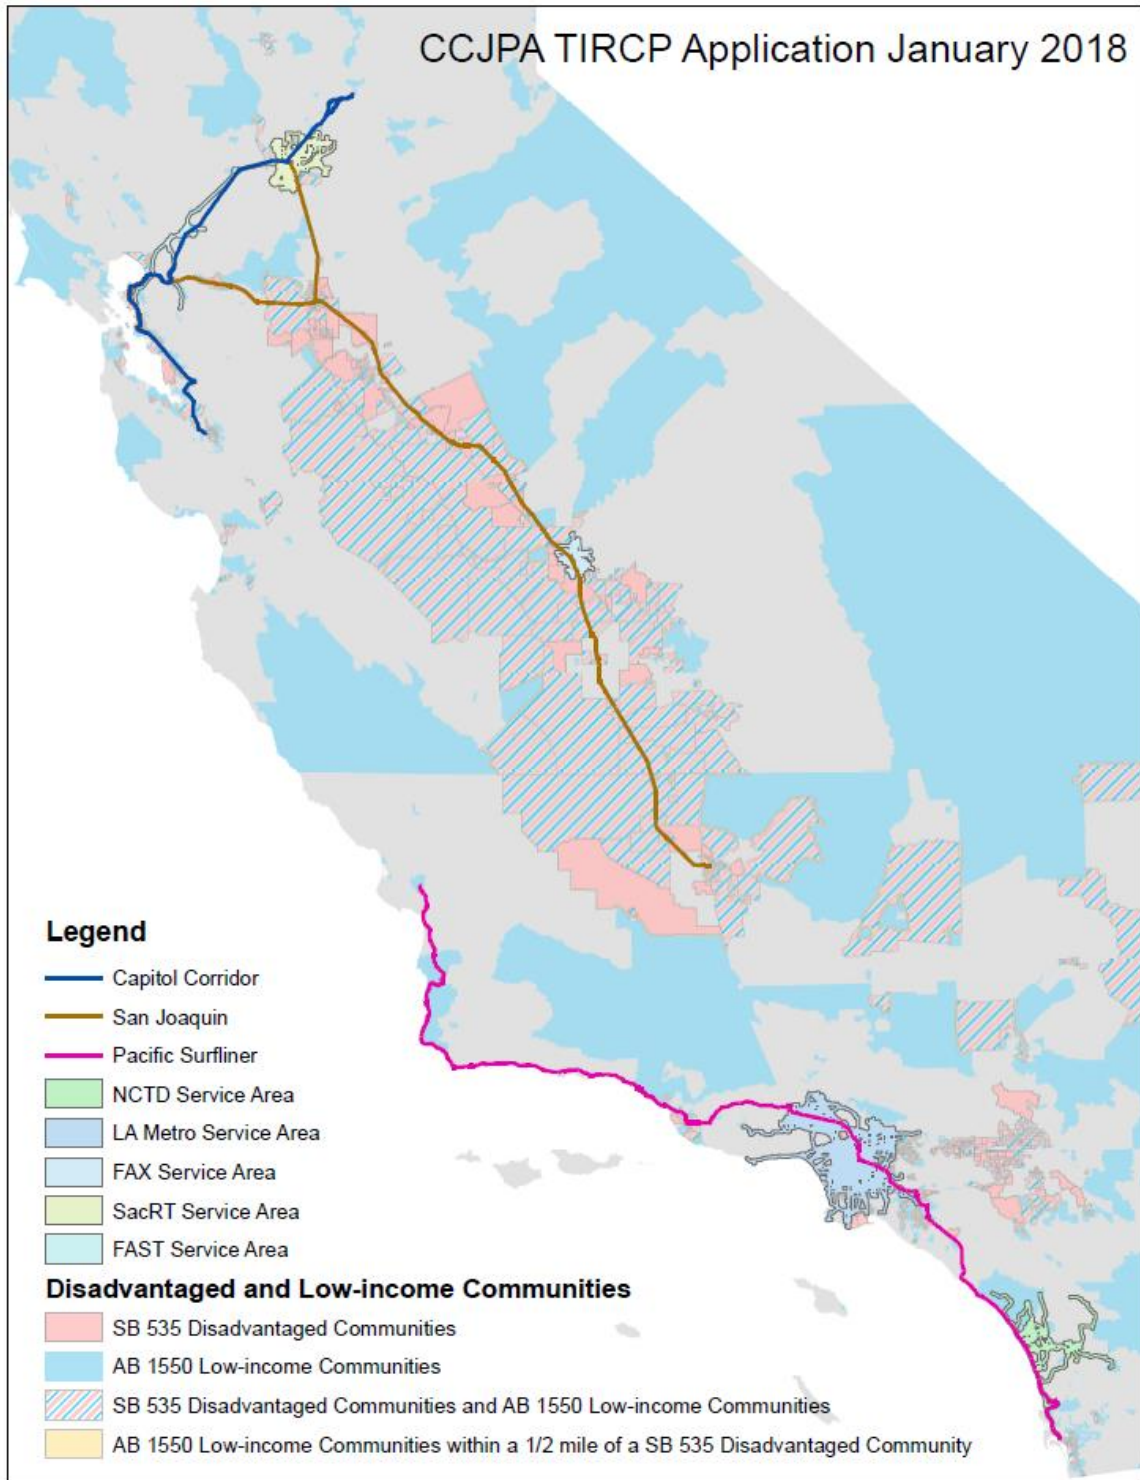 CCJPA TIRCP Application January 2018
Legend
Capitol Corridor
San Joaquin
Pacific Surfliner
NCTD Service Area
LA Metro Service Area
FAX Service Area
SacRT Service Area
FAST Service Area
Disadvantaged and Low-income Communities
SB 535 Disadvantaged Communities
AB 1550 Low-income Communities
SB 535 Disadvantaged Communities and AB 1550 Low-income Communities
AB 1550 Low-income Communities within a 1/2 mile of a SB 535 Disadvantaged Community